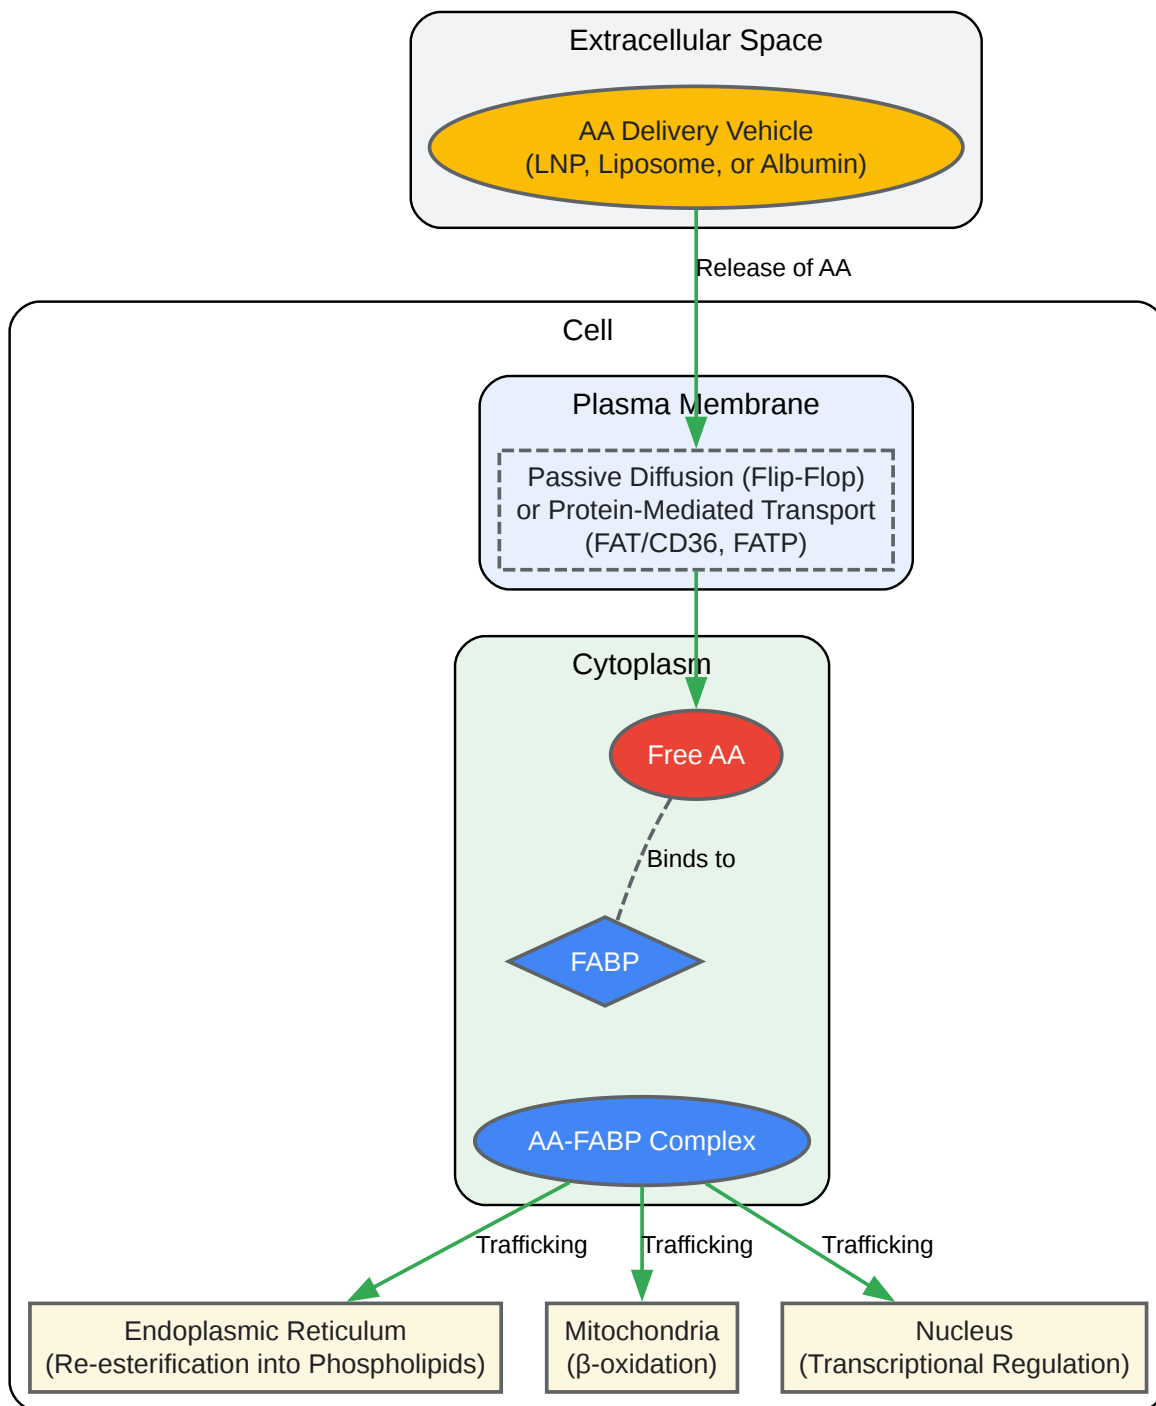 Extracellular Space
AA Delivery Vehicle
(LNP, Liposome, or Albumin)
Release of AA
Cell
Plasma Membrane
Passive Diffusion (Flip-Flop)
or Protein-Mediated Transport
(FAT/CD36, FATP)
Cytoplasm
Free AA
Binds to
FABP
AA-FABP Complex
Trafficking
Trafficking
Trafficking
Endoplasmic Reticulum
(Re-esterification into Phospholipids)
Mitochondria
(β-oxidation)
Nucleus
(Transcriptional Regulation)